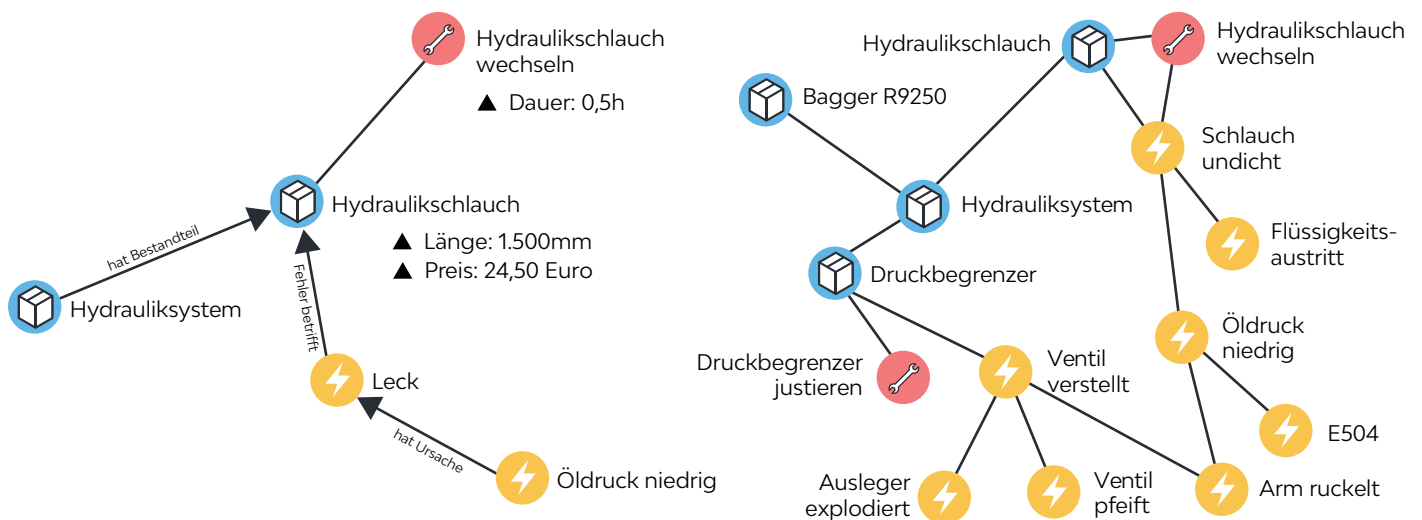 Hydraulikschlauch
wechseln
▲ Dauer: 0,5h
Hydraulikschlauch
▲ Länge: 1.500mm
▲ Preis: 24,50 Euro
hat Bestandteil
Hydrauliksystem
Fehler betrifft
Leck
hat Ursache
Öldruck niedrig
Hydraulikschlauch
Hydraulikschlauch
wechseln
Bagger R9250
Schlauch
undicht
Hydrauliksystem
Flüssigkeits-
austritt
Druckbegrenzer
Öldruck
niedrig
Druckbegrenzer
justieren
Ventil
verstellt
E504
Ausleger
explodiert
Ventil
pfeift
Arm ruckelt